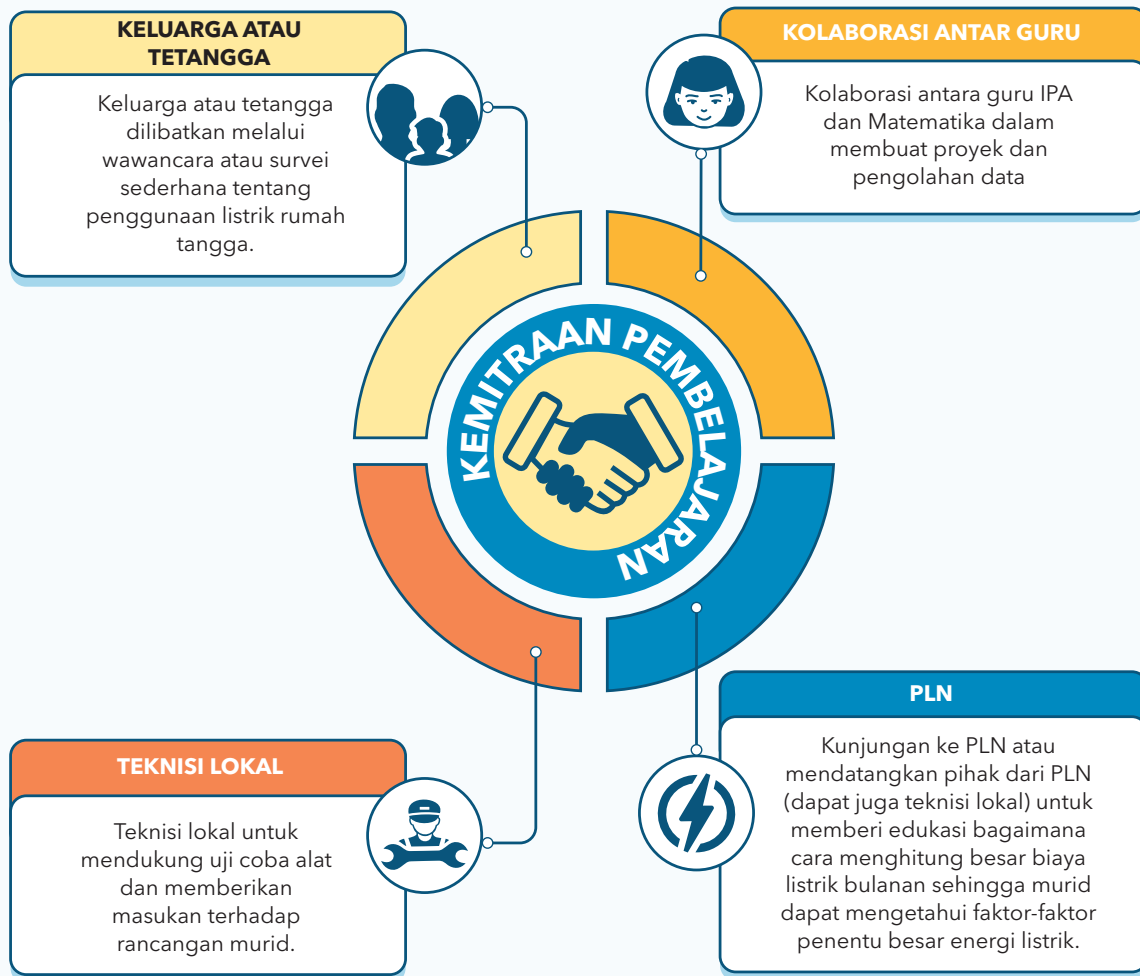 KELUARGA ATAU
TETANGGA
Keluarga atau tetangga
dilibatkan melalui
wawancara atau survei
sederhana tentang
penggunaan listrik rumah
tangga.
KOLABORASI ANTAR GURU
Kolaborasi antara guru IPA
dan Matematika dalam
membuat proyek dan
pengolahan data
KEMITRAAN PEMBELAJARAN
TEKNISI LOKAL
Teknisi lokal untuk
mendukung uji coba alat
dan memberikan
masukan terhadap
rancangan murid.
PLN
Kunjungan ke PLN atau
mendatangkan pihak dari PLN
(dapat juga teknisi lokal) untuk
memberi edukasi bagaimana
cara menghitung besar biaya
listrik bulanan sehingga murid
dapat mengetahui faktor-faktor
penentu besar energi listrik.